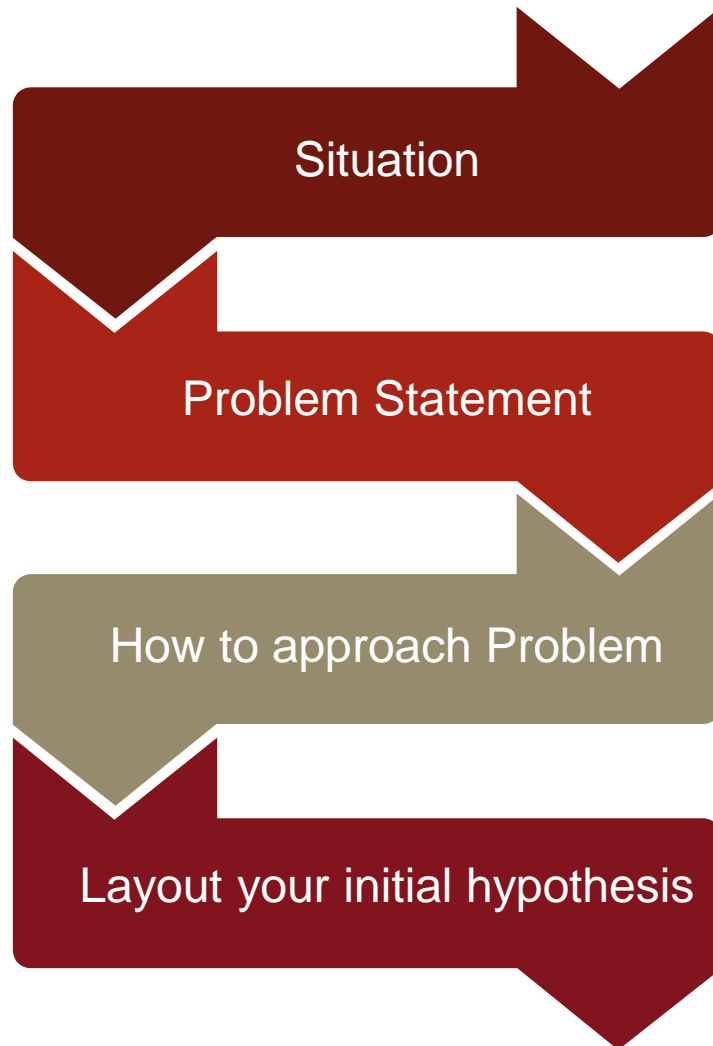 Situation
Problem Statement
How to approach Problem
Layout your initial hypothesis